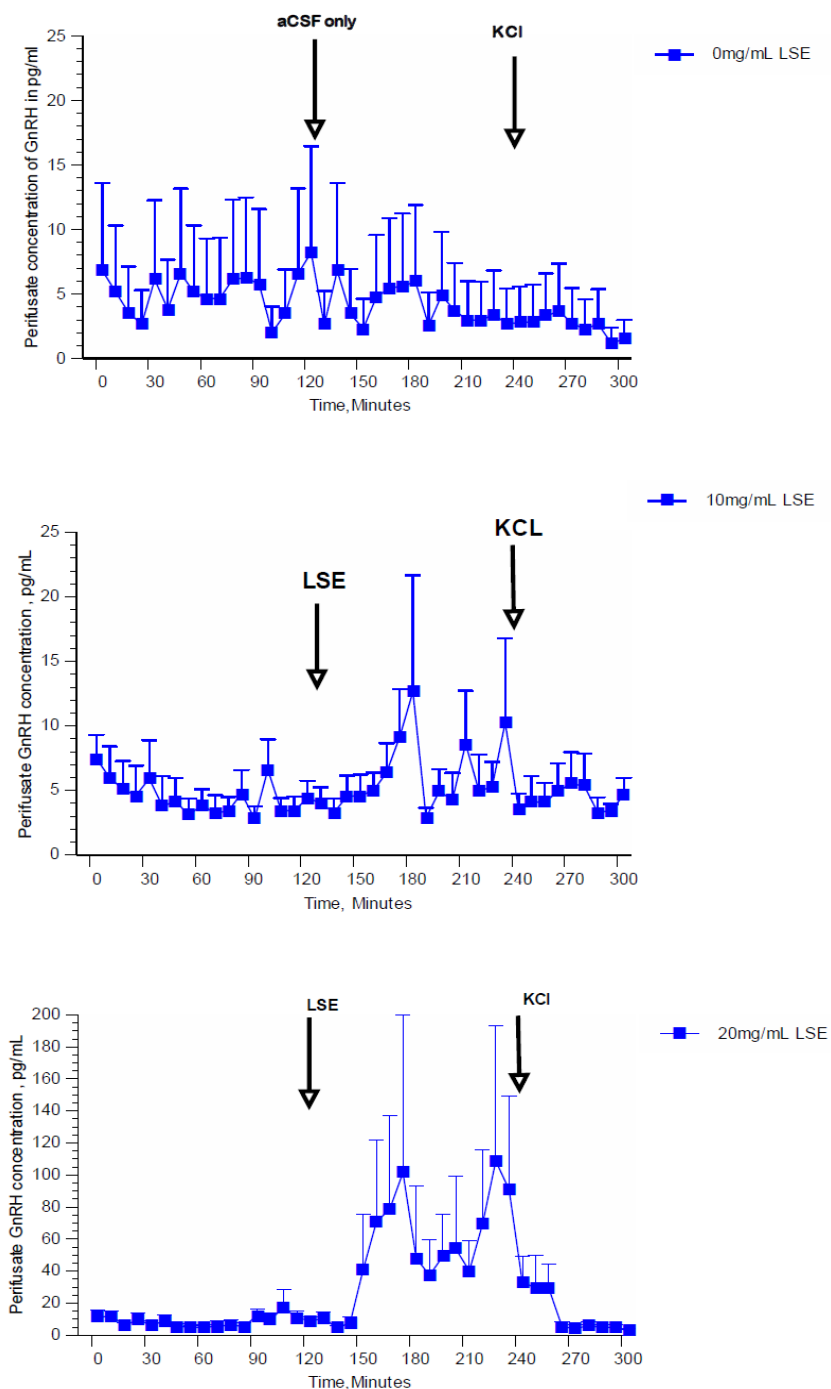 aCSF only
KCl
0mg/mL LSE
Perifusate concentration of GnRH in pg/ml
25
20
15
10
5
0
0 30 60 90 120 150 180 210 240 270 300
Time, Minutes
10mg/mL LSE
KCL
LSE
Perifusate GnRH concentration , pg/mL
25
20
15
10
5
0
0 30 60 90 120 150 180 210 240 270 300
Time, Minutes
LSE
KCl
20mg/mL LSE
Perifusate GnRH concentration , pg/mL
200
180
160
140
120
100
80
60
40
20
0
0 30 60 90 120 150 180 210 240 270 300
Time, Minutes